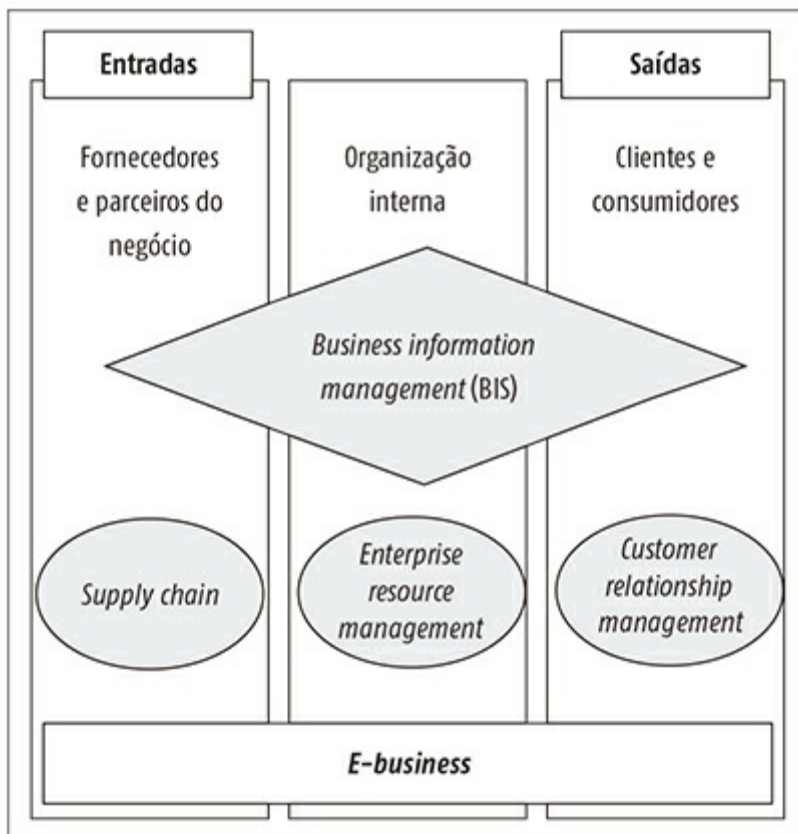 Entradas
Saídas
Fornecedores
e parceiros do
negócio
Organização
interna
Clientes e
consumidores
Business information
management (BIS)
Supply chain
Enterprise
resource
management
Customer
relationship
management
E-business